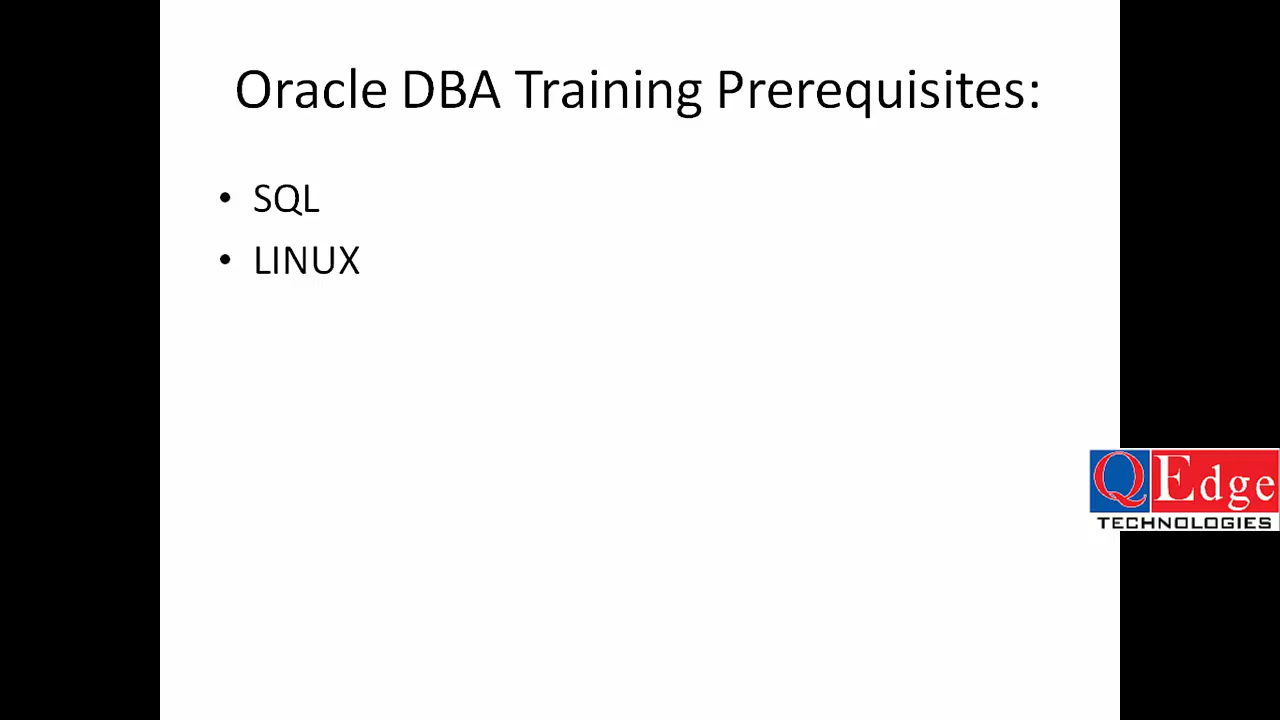 Oracle DBA Training Prerequisites:
• SQL
• LINUX
QEdge
TECHNOLOGIES